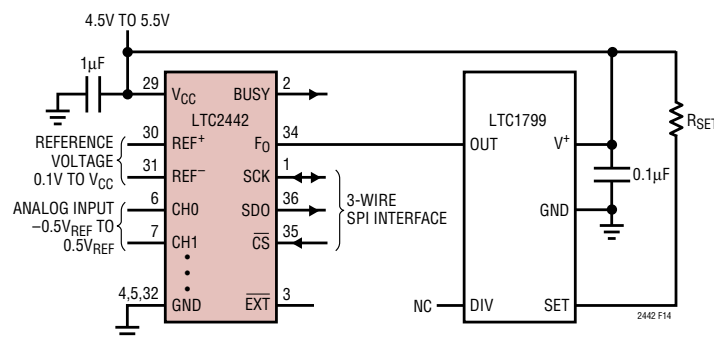 4.5V TO 5.5V
1µF
29
VCC
BUSY
2
LTC2442
LTC1799
RSET
REFERENCE
VOLTAGE
0.1V TO VCC
30
REF+
FO
34
OUT
V+
31
REF−
SCK
1
0.1µF
ANALOG INPUT
−0.5VREF TO
0.5VREF
6
CH0
SDO
36
3-WIRE
SPI INTERFACE
GND
7
CH1
CS
35
4,5,32
GND
EXT
3
NC
DIV
SET
2442 F14